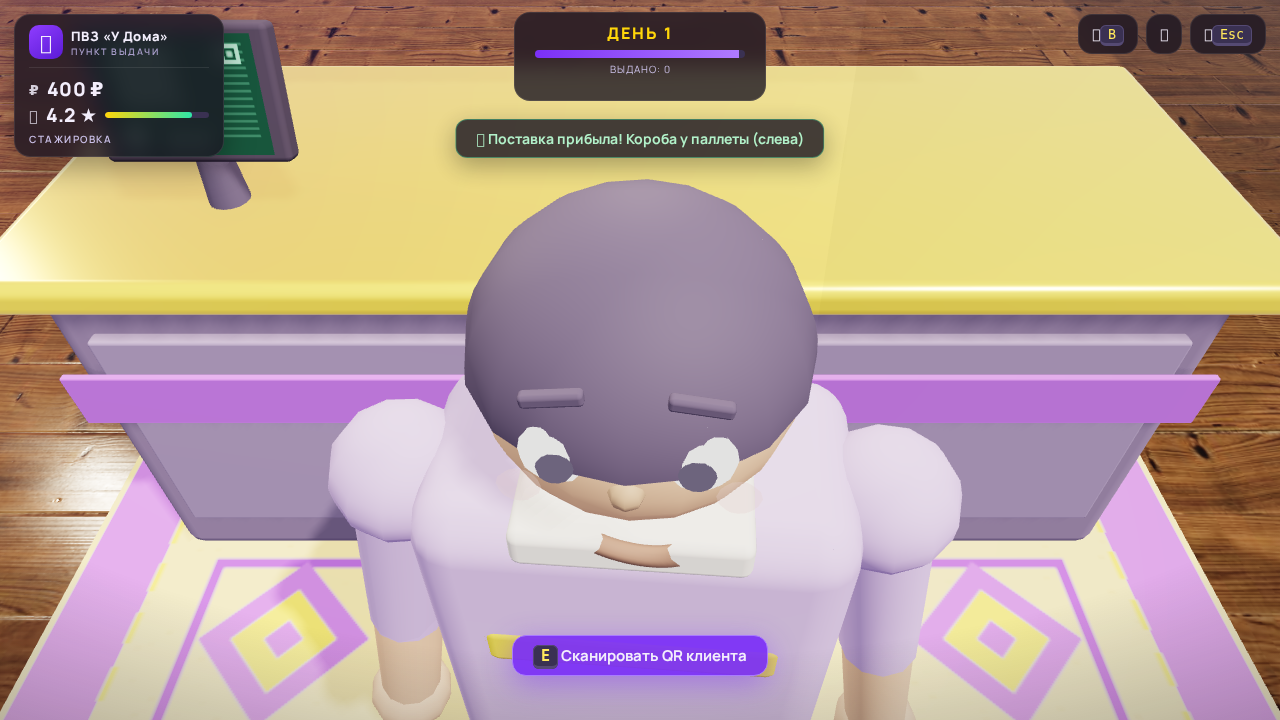 ПВЗ «У Дома»
ПУНКТ ВЫДАЧИ
₽ 400 ₽
4.2 ★
СТАЖИРОВКА
ДЕНЬ 1
ВЫДАНО: 0
B
Esc
Поставка прибыла! Короба у паллеты (слева)
E Сканировать QR клиента